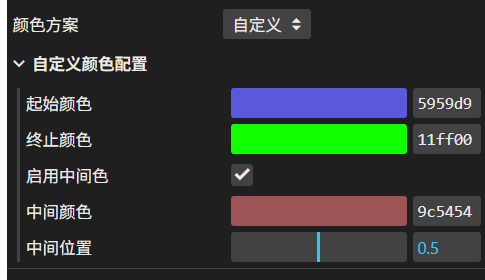 颜色方案 自定义
自定义颜色配置
起始颜色 5959d9
终止颜色 11ff00
启用中间色
中间颜色 9c5454
中间位置 0.5